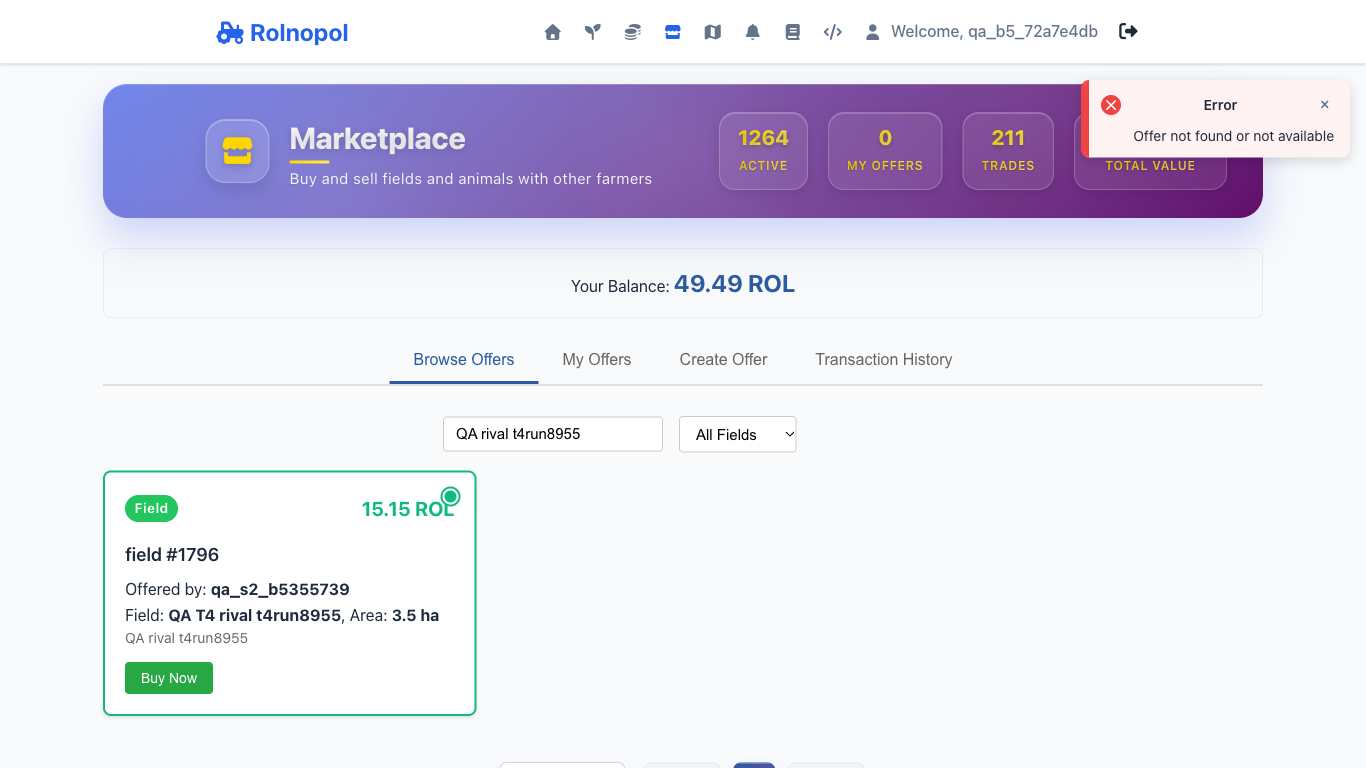 Rolnopol
Welcome, qa_b5_72a7e4db
Error
×
Offer not found or not available
Marketplace
Buy and sell fields and animals with other farmers
1264
ACTIVE
0
MY OFFERS
211
TRADES
TOTAL VALUE
Your Balance: 49.49 ROL
Browse Offers
My Offers
Create Offer
Transaction History
QA rival t4run8955
All Fields
Field
15.15 ROL
field #1796
Offered by: qa_s2_b5355739
Field: QA T4 rival t4run8955, Area: 3.5 ha
QA rival t4run8955
Buy Now